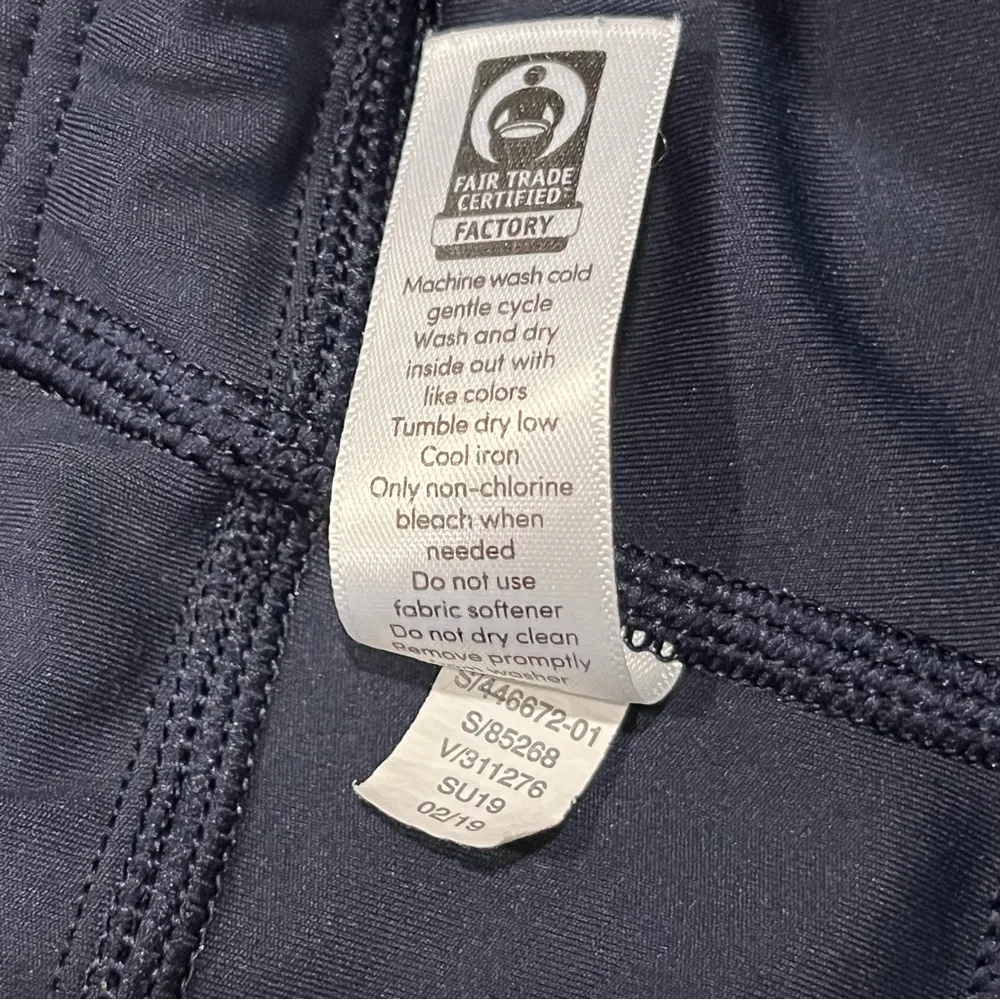 FAIR TRADE
CERTIFIED
FACTORY
Machine wash cold
gentle cycle
Wash and dry
inside out with
like colors
Tumble dry low
Cool iron
Only non-chlorine
bleach when
needed
Do not use
fabric softener
Do not dry clean
Remove promptly
washer
S/446672-01
S/85268
V/311276
SU19
02/19